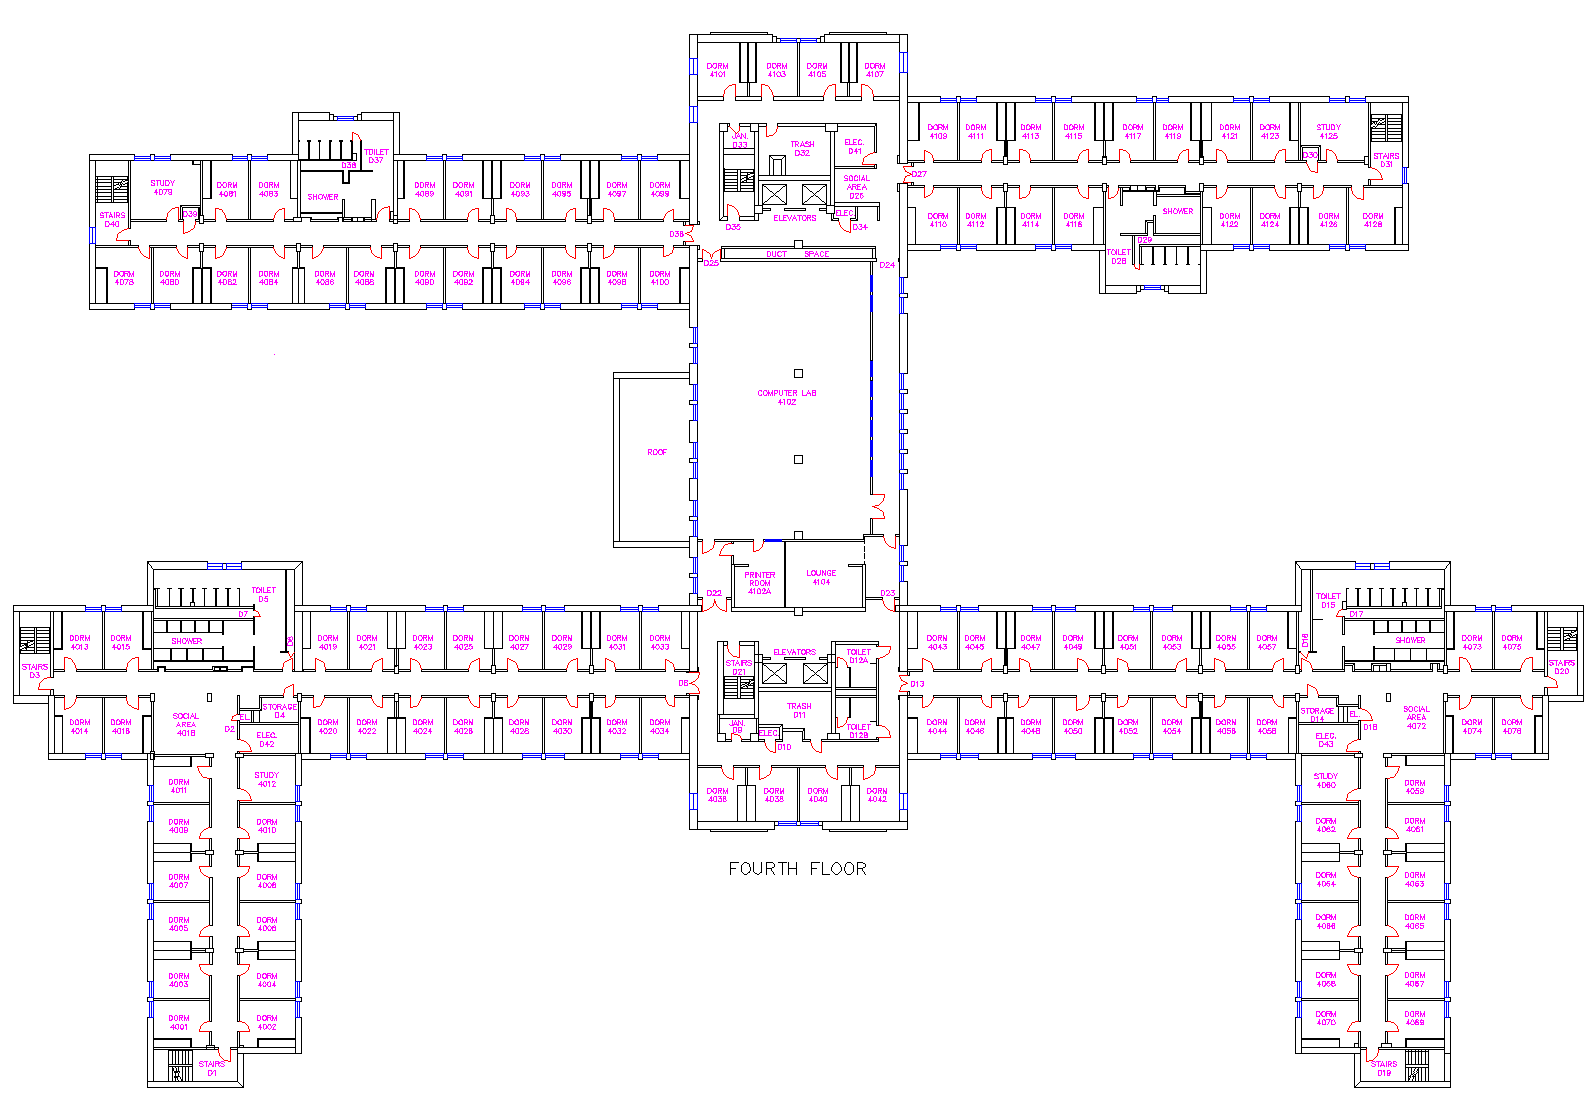 DORM
4101
DORM
4103
DORM
4105
DORM
4107
JAN.
D33
TRASH
D32
ELEC.
D41
SOCIAL
AREA
D26
ELEVATORS
ELEC.
D34
D35
D36
D25
DUCT SPACE
D24
D27
DORM
4109
DORM
4111
DORM
4113
DORM
4115
DORM
4117
DORM
4119
DORM
4121
DORM
4123
STUDY
4125
D30
STAIRS
D31
DORM
4110
DORM
4112
DORM
4114
DORM
4116
SHOWER
D29
TOILET
D28
DORM
4122
DORM
4124
DORM
4126
DORM
4128
TOILET
D37
D38
SHOWER
STUDY
4079
D39
STAIRS
D40
DORM
4081
DORM
4083
DORM
4089
DORM
4091
DORM
4093
DORM
4095
DORM
4097
DORM
4099
DORM
4078
DORM
4080
DORM
4082
DORM
4084
DORM
4086
DORM
4088
DORM
4090
DORM
4092
DORM
4094
DORM
4096
DORM
4098
DORM
4100
COMPUTER LAB
4102
ROOF
PRINTER
ROOM
4102A
LOUNGE
4104
D22
D23
TOILET
D5
D7
SHOWER
D6
STAIRS
D3
DORM
4013
DORM
4015
DORM
4019
DORM
4021
DORM
4023
DORM
4025
DORM
4027
DORM
4029
DORM
4031
DORM
4033
D8
DORM
4014
DORM
4016
SOCIAL
AREA
4018
STORAGE
D4
EL.
D2
ELEC.
D42
DORM
4020
DORM
4022
DORM
4024
DORM
4026
DORM
4028
DORM
4030
DORM
4032
DORM
4034
STAIRS
D21
ELEVATORS
TOILET
D12A
TRASH
D11
TOILET
D12B
JAN.
D9
ELEC.
D10
D13
DORM
4036
DORM
4038
DORM
4040
DORM
4042
DORM
4043
DORM
4045
DORM
4047
DORM
4049
DORM
4051
DORM
4053
DORM
4055
DORM
4057
DORM
4044
DORM
4046
DORM
4048
DORM
4050
DORM
4052
DORM
4054
DORM
4056
DORM
4058
TOILET
D15
D17
SHOWER
D16
DORM
4073
DORM
4075
STAIRS
D20
STORAGE
D14
EL.
D18
ELEC.
D43
SOCIAL
AREA
4072
DORM
4074
DORM
4076
DORM
4011
STUDY
4012
DORM
4009
DORM
4010
DORM
4007
DORM
4008
DORM
4005
DORM
4006
DORM
4003
DORM
4004
DORM
4001
DORM
4002
STAIRS
D1
STUDY
4060
DORM
4059
DORM
4062
DORM
4061
DORM
4064
DORM
4063
DORM
4066
DORM
4065
DORM
4068
DORM
4067
DORM
4070
DORM
4069
STAIRS
D19
FOURTH FLOOR